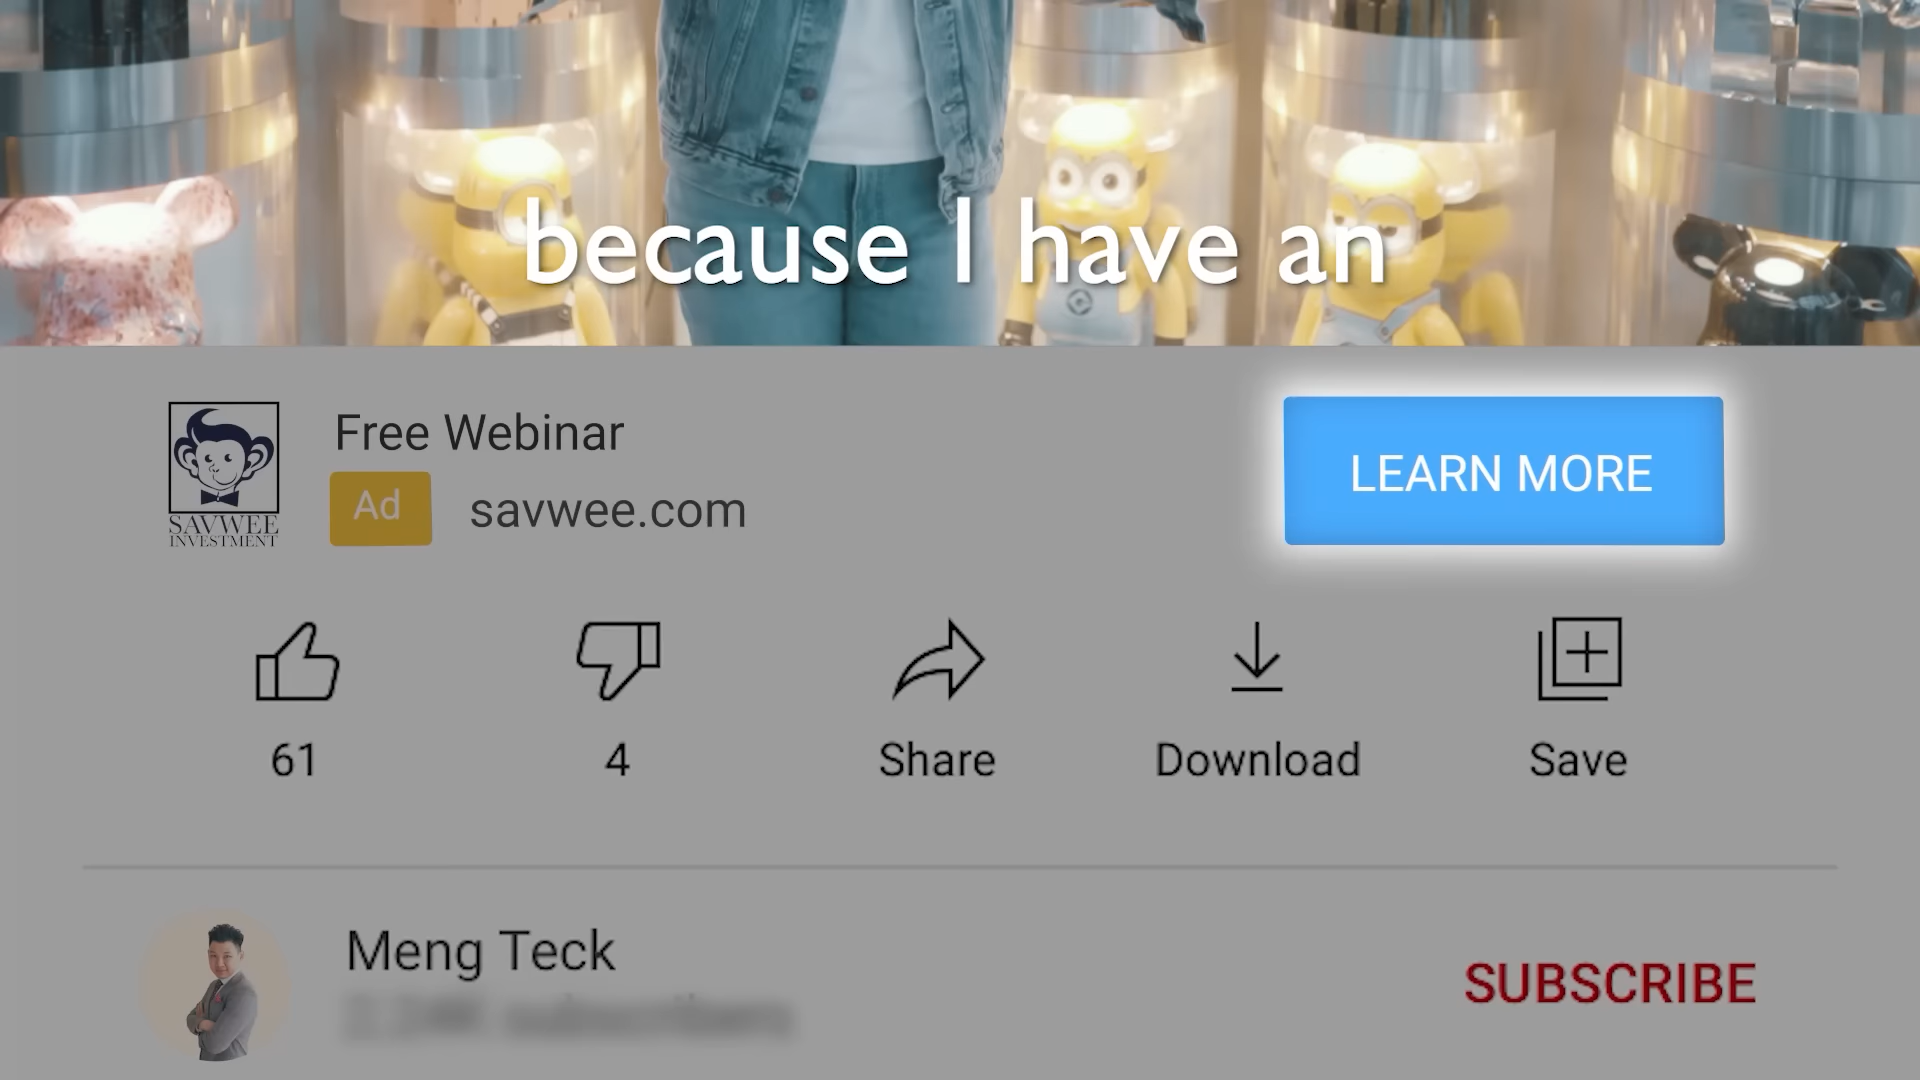 because I have an
Free Webinar
LEARN MORE
SAVWEE
INVESTMENT
Ad
savwee.com
61
4
Share
Download
Save
Meng Teck
SUBSCRIBE